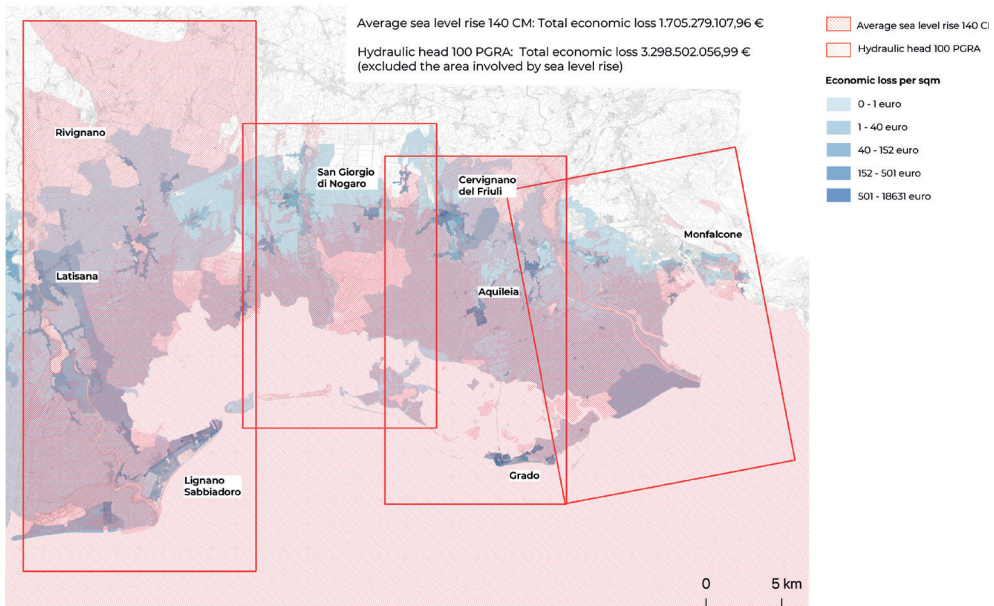 Average sea level rise 140 CM: Total economic loss 1.705.279.107,96 €
Hydraulic head 100 PGRA: Total economic loss 3.298.502.056,99 €
(excluded the area involved by sea level rise)
Average sea level rise 140 C
Hydraulic head 100 PGRA
Economic loss per sqm
0 - 1 euro
1 - 40 euro
40 - 152 euro
152 - 501 euro
501 - 18631 euro
Rivignano
San Giorgio
di Nogaro
Cervignano
del Friuli
Monfalcone
Latisana
Aquileia
Lignano
Sabbiadoro
Grado
0 5 km